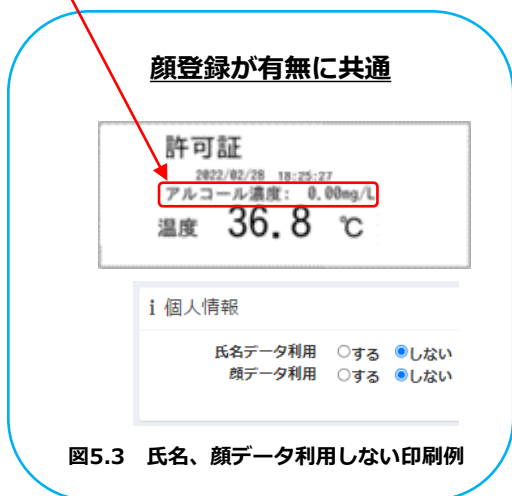 顔登録が有無に共通
許可証
2022/02/28 18:25:27
アルコール濃度: 0.00mg/L
温度 36.8 ℃
i 個人情報
氏名データ利用 ○する ◉しない
顔データ利用 ○する ◉しない
図5.3 氏名、顔データ利用しない印刷例